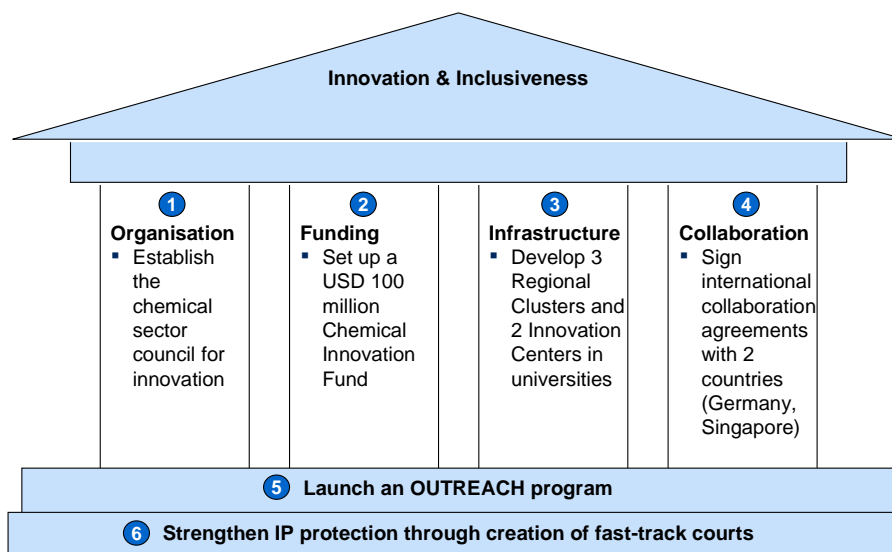 Innovation & Inclusiveness
1
Organisation
▪ Establish
the
chemical
sector
council for
innovation
2
Funding
▪ Set up a
USD 100
million
Chemical
Innovation
Fund
3
Infrastructure
▪ Develop 3
Regional
Clusters and
2 Innovation
Centers in
universities
4
Collaboration
▪ Sign
international
collaboration
agreements
with 2
countries
(Germany,
Singapore)
5 Launch an OUTREACH program
6 Strengthen IP protection through creation of fast-track courts